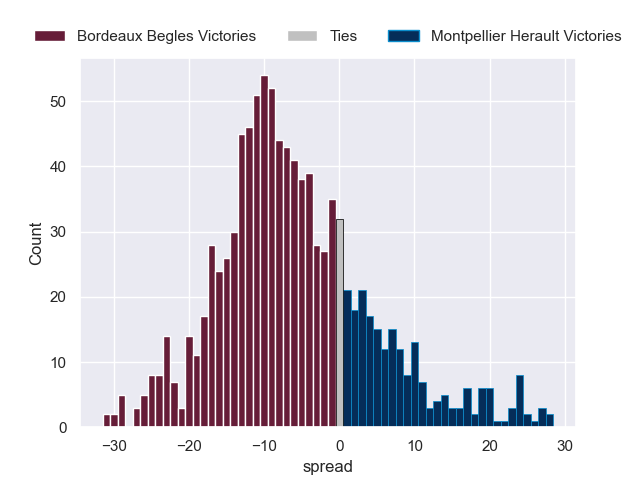 Bordeaux Begles Victories Ties Montpellier Herault Victories
50
40
30
20
10
0
Count
−30 −20 −10 0 10 20 30
spread